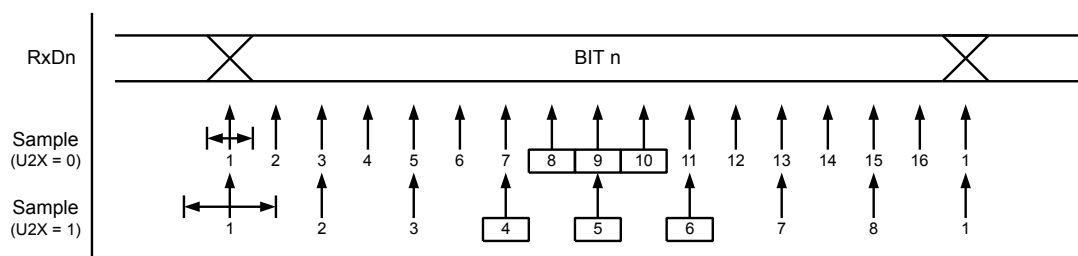 RxDn BIT n
Sample
(U2X = 0)
1 2 3 4 5 6 7 8 9 10 11 12 13 14 15 16 1
Sample
(U2X = 1)
1 2 3 4 5 6 7 8 1